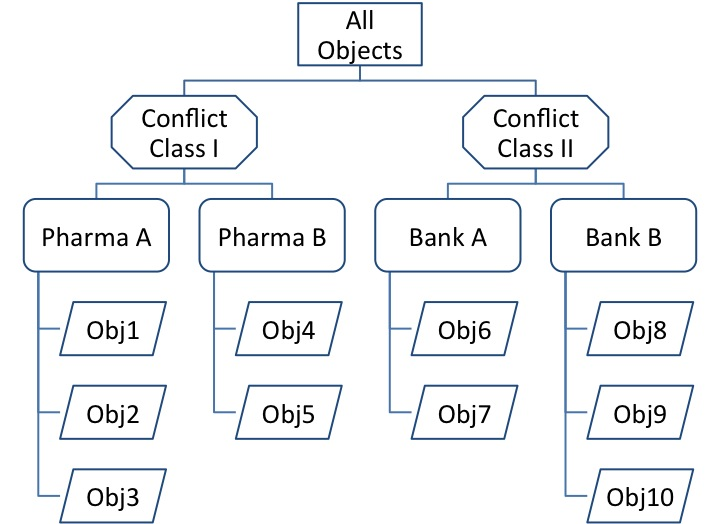 All
Objects
Conflict
Class I
Conflict
Class II
Pharma A
Pharma B
Bank A
Bank B
Obj1
Obj4
Obj6
Obj8
Obj2
Obj5
Obj7
Obj9
Obj3
Obj10